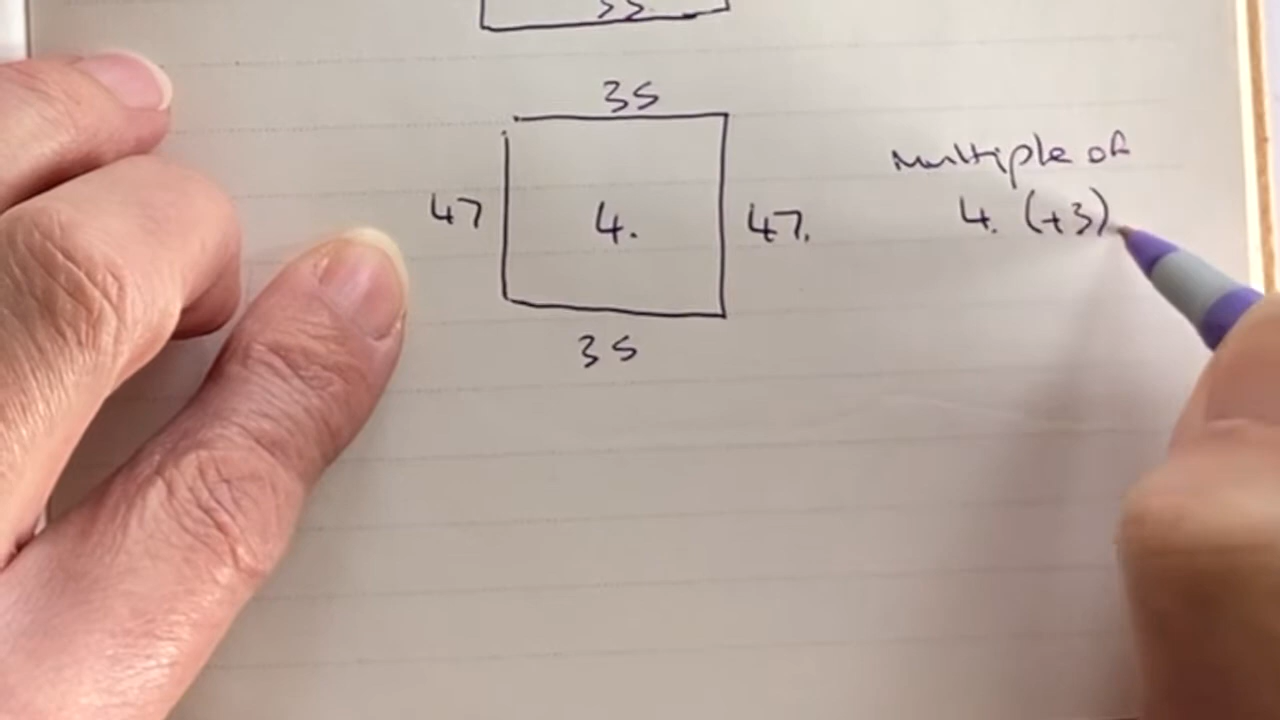 35
Multiple of
47 4. 47.
4. (+3)
35